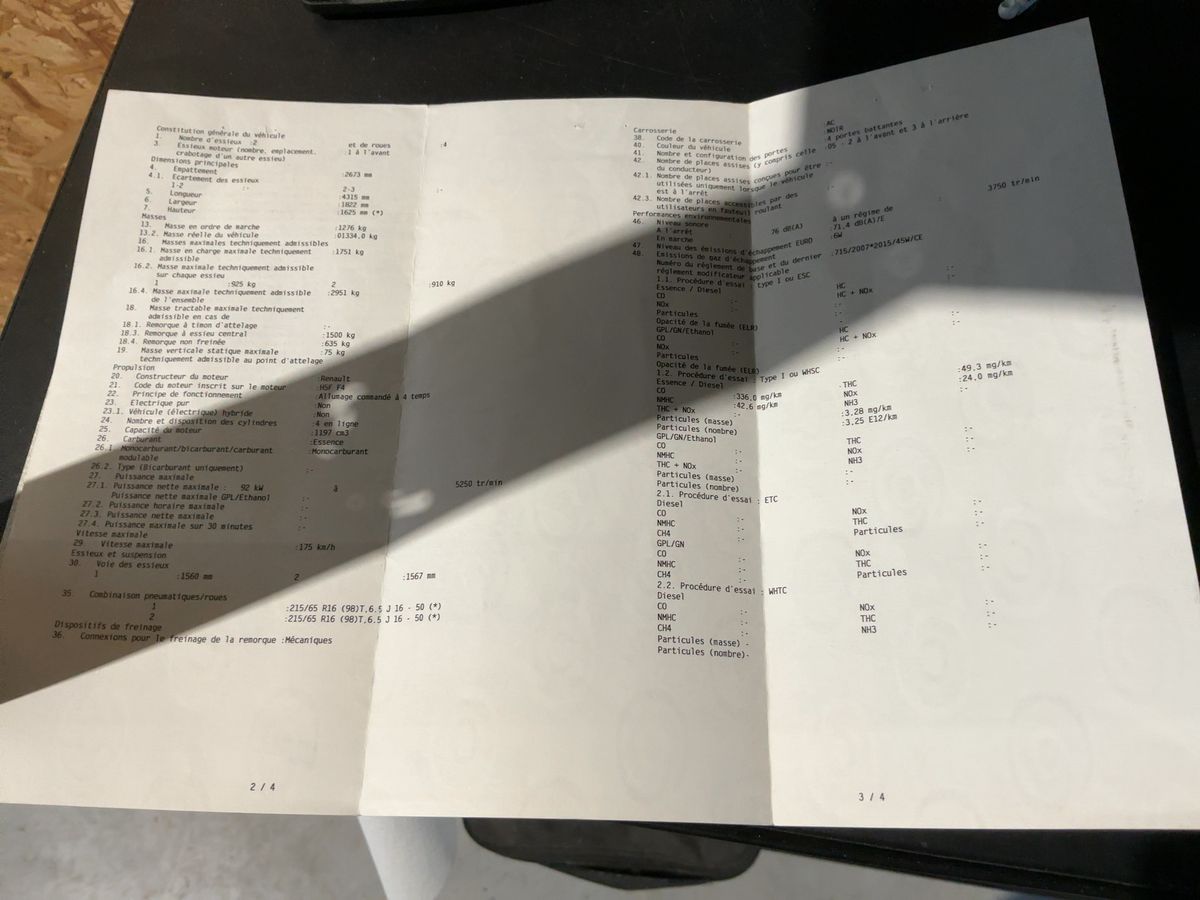 Constitution générale du véhicule
1. Nombre d'essieux :2 et de roues :4
3. Essieux moteur (nombre, emplacement, :1 à l'avant
crabotage d'un autre essieu)
Dimensions principales
4. Empattement :2673 mm
4.1. Ecartement des essieux
1-2 :- 2-3 :-
5. Longueur :4315 mm
6. Largeur :1822 mm
7. Hauteur :1625 mm (*)
Masses
13. Masse en ordre de marche :1276 kg
13.2. Masse réelle du véhicule :01334.0 kg
16. Masses maximales techniquement admissibles
16.1. Masse en charge maximale techniquement :1751 kg
admissible
16.2. Masse maximale techniquement admissible
sur chaque essieu
1 :925 kg 2 :910 kg
16.4. Masse maximale techniquement admissible :2951 kg
de l'ensemble
18. Masse tractable maximale techniquement
admissible en cas de
18.1. Remorque à timon d'attelage :-
18.3. Remorque à essieu central :1500 kg
18.4. Remorque non freinée :635 kg
19. Masse verticale statique maximale :75 kg
techniquement admissible au point d'attelage
Propulsion
20. Constructeur du moteur :Renault
21. Code du moteur inscrit sur le moteur :H5F F4
22. Principe de fonctionnement :Allumage commandé à 4 temps
23. Electrique pur :Non
23.1. Véhicule (électrique) hybride :Non
24. Nombre et disposition des cylindres :4 en ligne
25. Capacité du moteur :1197 cm3
26. Carburant :Essence
26.1 Monocarburant/bicarburant/carburant :Monocarburant
modulable
26.2. Type (Bicarburant uniquement) :-
27. Puissance maximale
27.1. Puissance nette maximale : 92 kW à 5250 tr/min
Puissance nette maximale GPL/Ethanol :-
27.2. Puissance horaire maximale :-
27.3. Puissance nette maximale :-
27.4. Puissance maximale sur 30 minutes :-
Vitesse maximale
29. Vitesse maximale :175 km/h
Essieux et suspension
30. Voie des essieux
1 :1560 mm 2 :1567 mm
35. Combinaison pneumatiques/roues
1 :215/65 R16 (98)T,6.5 J 16 - 50 (*)
2 :215/65 R16 (98)T,6.5 J 16 - 50 (*)
Dispositifs de freinage
36. Connexions pour le freinage de la remorque :Mécaniques
2 / 4
Carrosserie
38. Code de la carrosserie :AC
40. Couleur du véhicule :NOIR
41. Nombre et configuration des portes :4 portes battantes
42. Nombre de places assises (y compris celle :05 - 2 à l'avant et 3 à l'arrière
du conducteur)
42.1. Nombre de places assises conçues pour être :-
utilisées uniquement lorsque le véhicule
est à l'arrêt
42.3. Nombre de places accessibles par des :-
utilisateurs en fauteuil roulant
Performances environnementales
46. Niveau sonore
A l'arrêt 76 dB(A) à un régime de 3750 tr/min
En marche :71.4 dB(A)/E
47. Niveau des émissions d'échappement EURO :6W
48. Emissions de gaz d'échappement
Numéro du règlement de base et du dernier :715/2007*2015/45W/CE
règlement modificateur applicable
1.1. Procédure d'essai : type I ou ESC
Essence / Diesel
CO :- HC :-
NOx :- HC + NOx :-
Particules :-
Opacité de la fumée (ELR) :-
GPL/GN/Ethanol
CO :- HC :-
NOx :- HC + NOx :-
Particules :-
Opacité de la fumée (ELR) :-
1.2. Procédure d'essai : Type I ou WHSC
Essence / Diesel
CO :336.0 mg/km THC :49.3 mg/km
NMHC :42.6 mg/km NOx :24.0 mg/km
THC + NOx :- NH3 :-
Particules (masse) :3.28 mg/km
Particules (nombre) :3.25 E12/km
GPL/GN/Ethanol
CO :- THC :-
NMHC :- NOx :-
THC + NOx :- NH3 :-
Particules (masse) :-
Particules (nombre) :-
2.1. Procédure d'essai : ETC
Diesel
CO :- NOx :-
NMHC :- THC :-
CH4 :- Particules :-
GPL/GN
CO :- NOx :-
NMHC :- THC :-
CH4 :- Particules :-
2.2. Procédure d'essai : WHTC
Diesel
CO :- NOx :-
NMHC :- THC :-
CH4 :- NH3 :-
Particules (masse) -
Particules (nombre)-
3 / 4